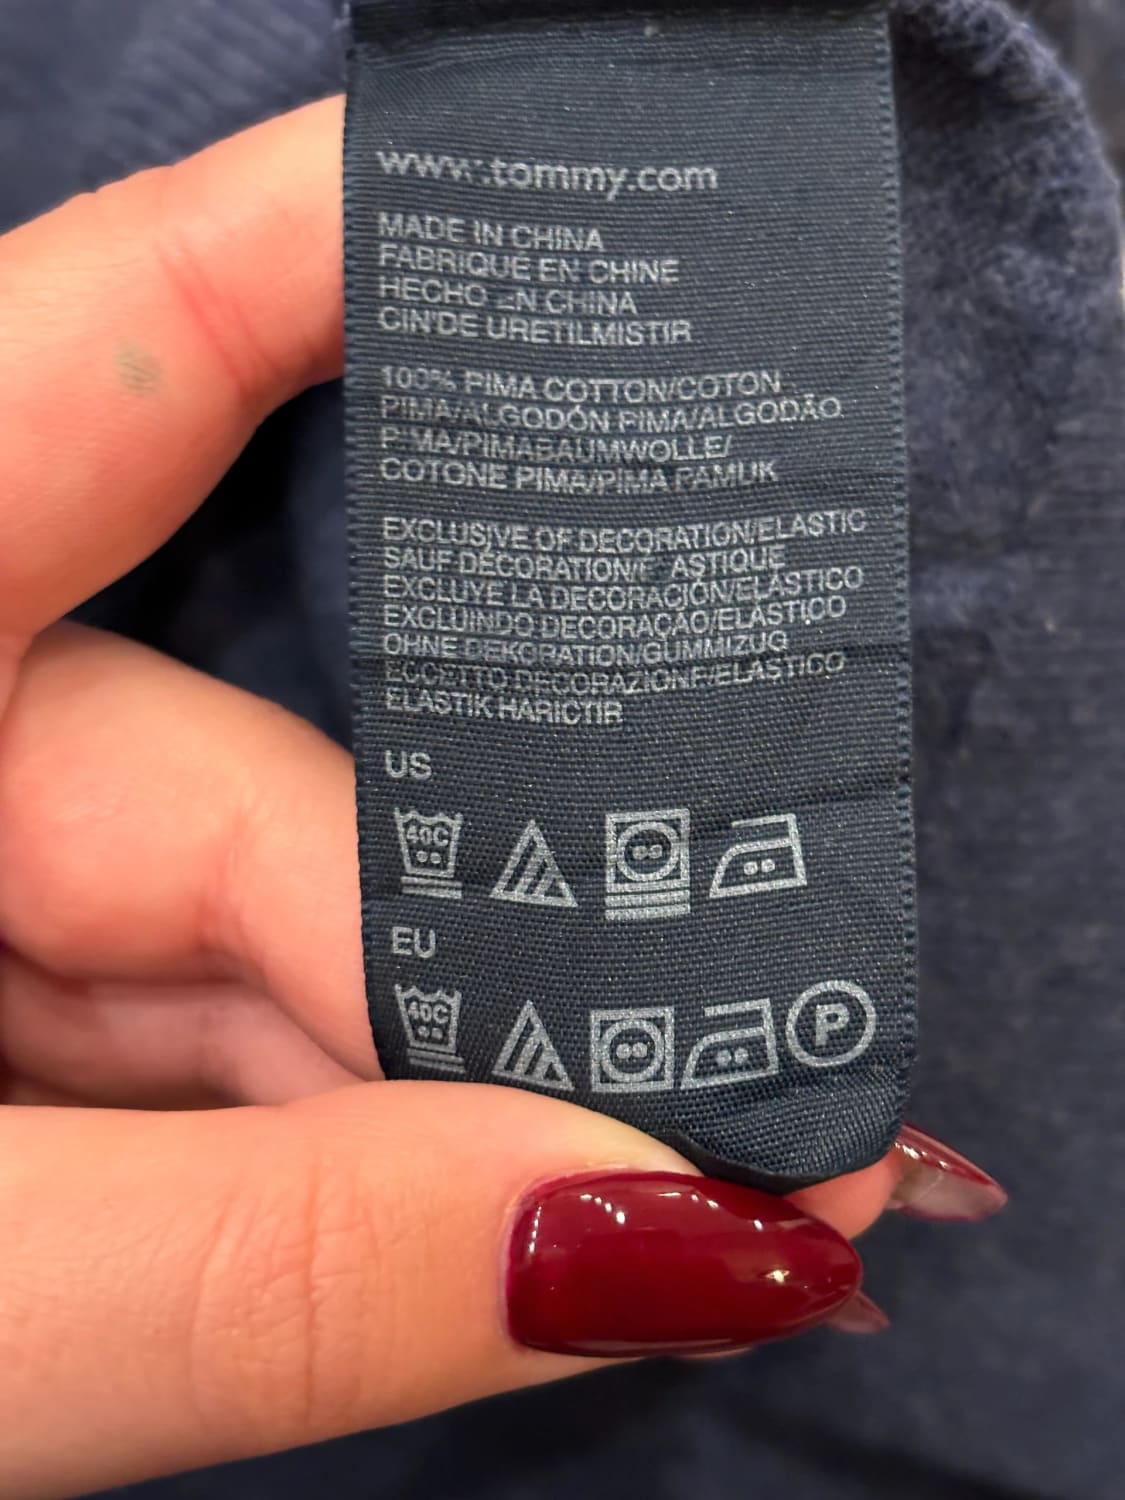 www.tommy.com
MADE IN CHINA
FABRIQUÉ EN CHINE
HECHO EN CHINA
CIN'DE URETILMISTIR
100% PIMA COTTON/COTON
PIMA/ALGODÓN PIMA/ALGODÃO
PIMA/PIMABAUMWOLLE/
COTONE PIMA/PIMA PAMUK
EXCLUSIVE OF DECORATION/ELASTIC
SAUF DÉCORATION/ELASTIQUE
EXCLUYE LA DECORACIÓN/ELÁSTICO
EXCLUINDO DECORAÇÃO/ELÁSTICO
OHNE DEKORATION/GUMMIZUG
ECCETTO DECORAZIONE/ELASTICO
ELASTIK HARICTIR
US
40C
EU
40C P